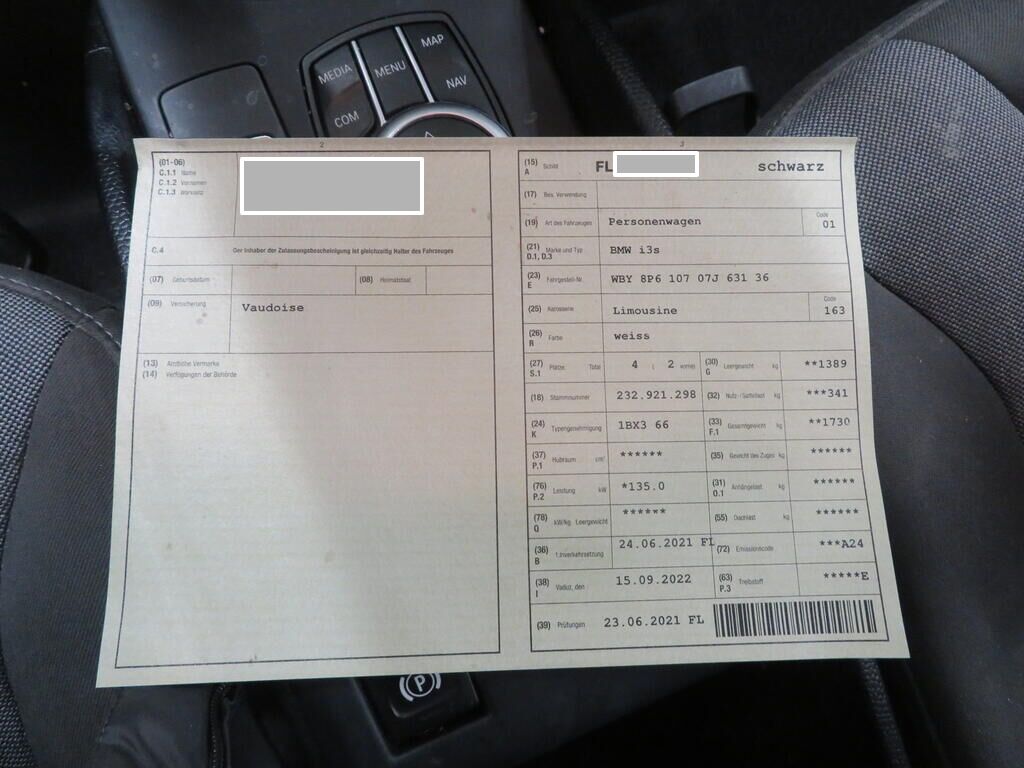 MEDIA
MENU
MAP
COM
NAV
2
(01-06)
C.1.1 Name
C.1.2 Vornamen
C.1.3 Wohnsitz
C.4 Der Inhaber der Zulassungsbescheinigung ist gleichzeitig Halter des Fahrzeuges
(07) Geburtsdatum (08) Heimatstaat
(09) Versicherung Vaudoise
(13) Amtliche Vermerke
(14) Verfügungen der Behörde
3
(15) A Schild FL schwarz
(17) Bes. Verwendung
(19) Art des Fahrzeuges Personenwagen Code 01
(21) D.1, D.3 Marke und Typ BMW i3s
(23) E Fahrgestell-Nr. WBY 8P6 107 07J 631 36
(25) Karosserie Limousine Code 163
(26) R Farbe weiss
(27) S.1 Plätze: Total 4 ( 2 vorne) (30) G Leergewicht kg **1389
(18) Stammnummer 232.921.298 (32) Nutz-/Sattellast kg ***341
(24) K Typengenehmigung 1BX3 66 (33) F.1 Gesamtgewicht kg **1730
(37) P.1 Hubraum cm³ ****** (35) Gewicht des Zuges kg ******
(76) P.2 Leistung kW *135.0 (31) O.1 Anhängelast kg ******
(78) Q kW/kg Leergewicht ****** (55) Dachlast kg ******
(36) B 1.Inverkehrsetzung 24.06.2021 FL (72) Emissionscode ***A24
(38) I Vaduz, den 15.09.2022 (63) P.3 Treibstoff *****E
(39) Prüfungen 23.06.2021 FL
P